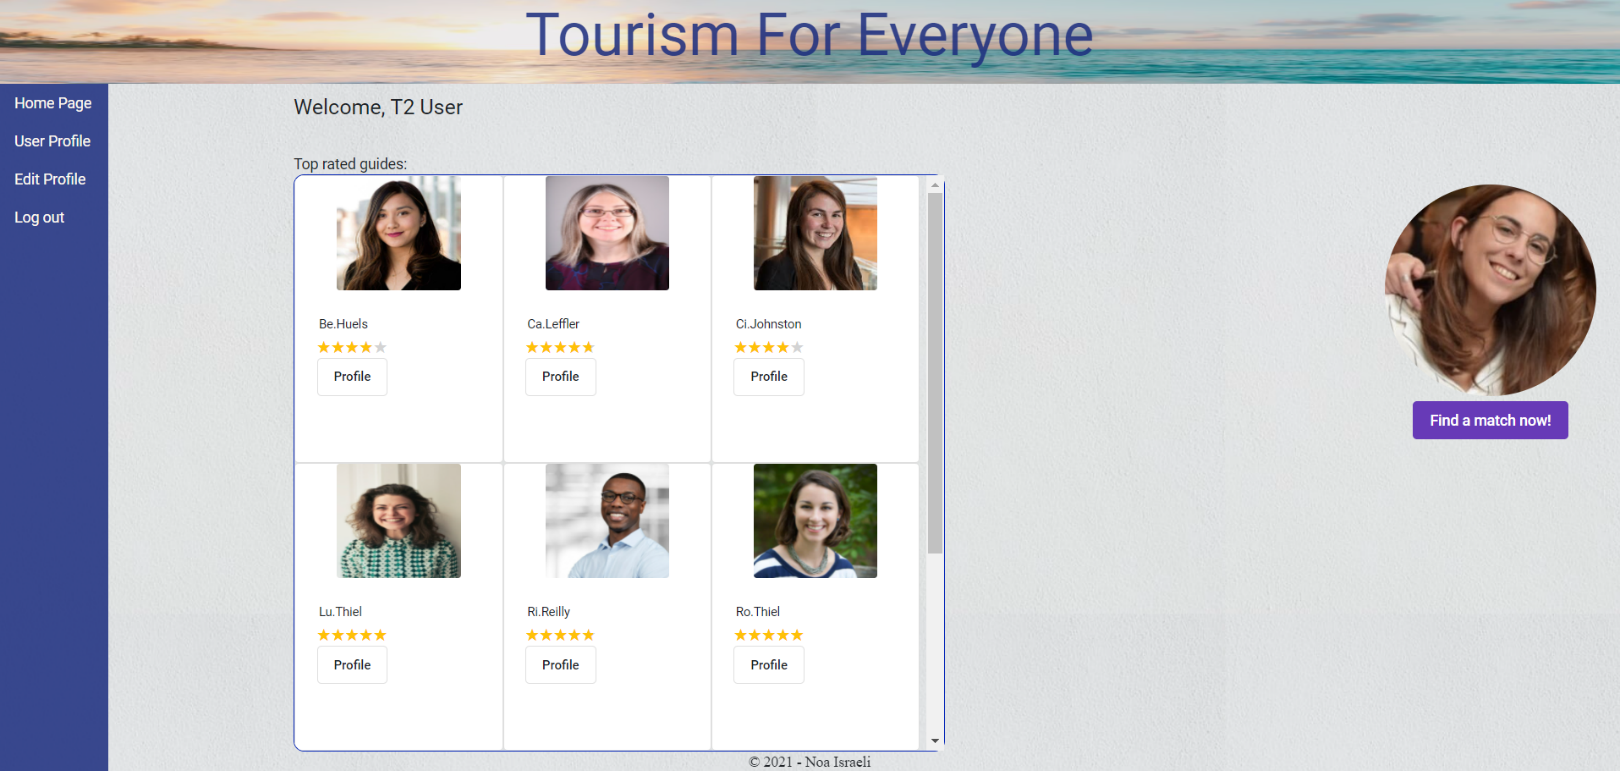 Tourism For Everyone
Home Page
User Profile
Edit Profile
Log out
Welcome, T2 User
Top rated guides:
Be.Huels
Profile
Ca.Leffler
Profile
Ci.Johnston
Profile
Lu.Thiel
Profile
Ri.Reilly
Profile
Ro.Thiel
Profile
Find a match now!
© 2021 - Noa Israeli